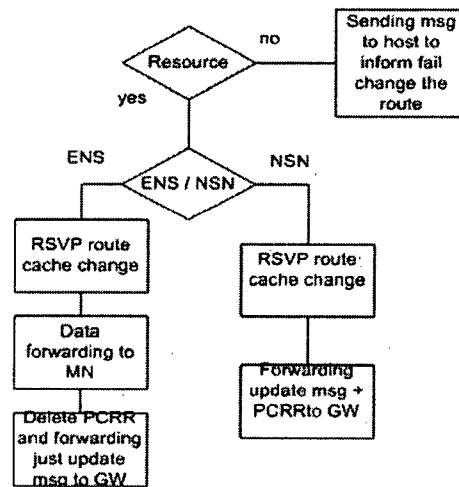 no
Sending msg
to host to
inform fail
change the
route
Resource
yes
ENS
NSN
ENS / NSN
RSVP route
cache change
RSVP route
cache change
Data
forwarding to
MN
Forwarding
update msg +
PCRRto GW
Delete PCRR
and forwarding
just update
msg to GW